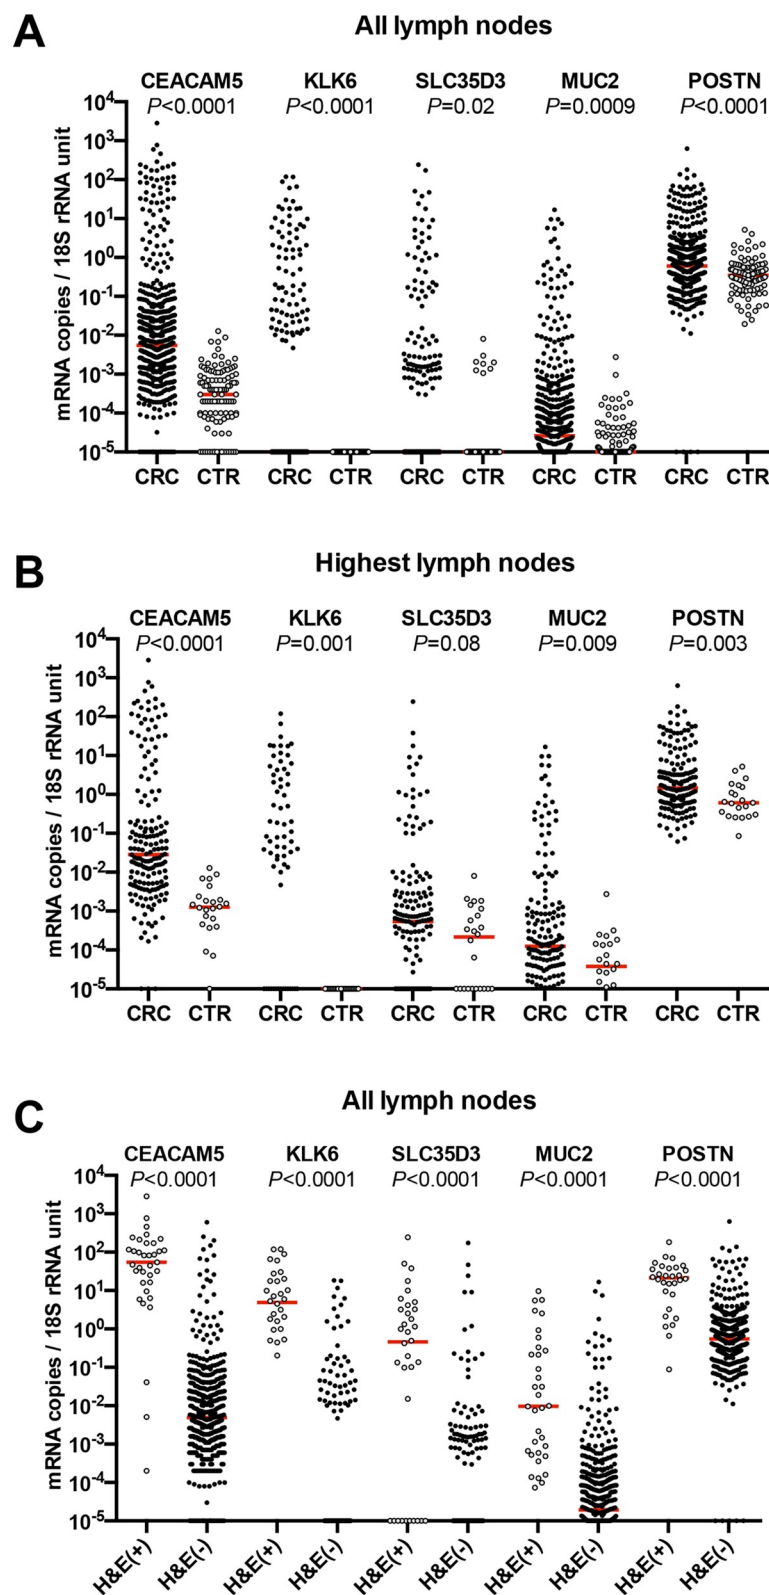 A
All lymph nodes
CEACAM5 KLK6 SLC35D3 MUC2 POSTN
P<0.0001 P<0.0001 P=0.02 P=0.0009 P<0.0001
mRNA copies / 18S rRNA unit
10^4
10^3
10^2
10^1
10^0
10^-1
10^-2
10^-3
10^-4
10^-5
CRC CTR CRC CTR CRC CTR CRC CTR CRC CTR
B
Highest lymph nodes
CEACAM5 KLK6 SLC35D3 MUC2 POSTN
P<0.0001 P=0.001 P=0.08 P=0.009 P=0.003
mRNA copies / 18S rRNA unit
10^4
10^3
10^2
10^1
10^0
10^-1
10^-2
10^-3
10^-4
10^-5
CRC CTR CRC CTR CRC CTR CRC CTR CRC CTR
C
All lymph nodes
CEACAM5 KLK6 SLC35D3 MUC2 POSTN
P<0.0001 P<0.0001 P<0.0001 P<0.0001 P<0.0001
mRNA copies / 18S rRNA unit
10^4
10^3
10^2
10^1
10^0
10^-1
10^-2
10^-3
10^-4
10^-5
H&E(+) H&E(-) H&E(+) H&E(-) H&E(+) H&E(-) H&E(+) H&E(-) H&E(+) H&E(-)